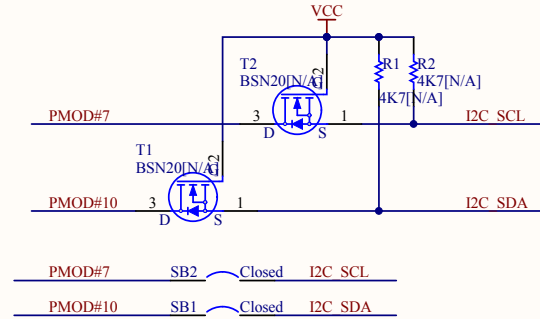 VCC
T2
BSN20[N/A]
G
2
R1
4K7[N/A]
R2
4K7[N/A]
PMOD#7
3
D
S
1
I2C_SCL
T1
BSN20[N/A]
G
2
PMOD#10
3
D
S
1
I2C_SDA
PMOD#7 SB2 Closed I2C_SCL
PMOD#10 SB1 Closed I2C_SDA